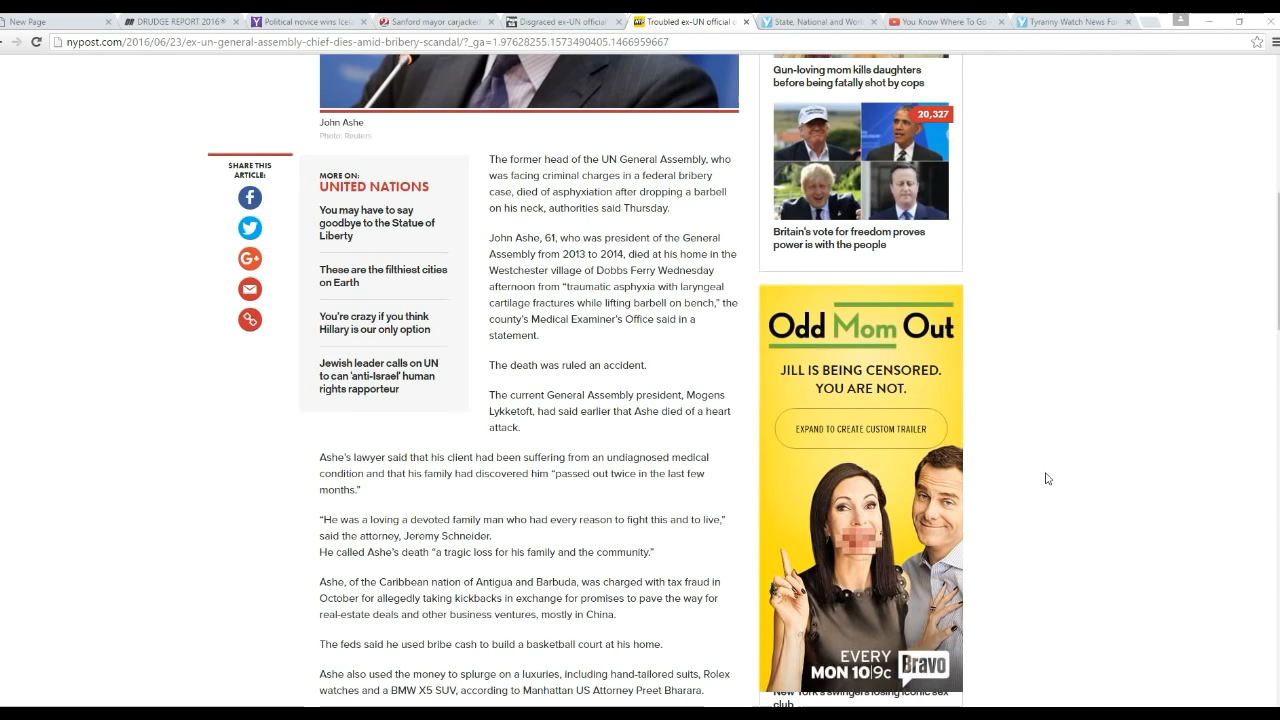 New Page
DRUDGE REPORT 2016®
Political novice wins Icel
Sanford mayor carjacked
Disgraced ex-UN official
Troubled ex-UN official o
State, National and Worl
You Know Where To Go
Tyranny Watch News For
nypost.com/2016/06/23/ex-un-general-assembly-chief-dies-amid-bribery-scandal/?_ga=1.97628255.1573490405.1466959667
John Ashe
Photo: Reuters
SHARE THIS
ARTICLE:
MORE ON:
UNITED NATIONS
You may have to say
goodbye to the Statue of
Liberty
These are the filthiest cities
on Earth
You're crazy if you think
Hillary is our only option
Jewish leader calls on UN
to can 'anti-Israel' human
rights rapporteur
The former head of the UN General Assembly, who
was facing criminal charges in a federal bribery
case, died of asphyxiation after dropping a barbell
on his neck, authorities said Thursday.
John Ashe, 61, who was president of the General
Assembly from 2013 to 2014, died at his home in the
Westchester village of Dobbs Ferry Wednesday
afternoon from “traumatic asphyxia with laryngeal
cartilage fractures while lifting barbell on bench,” the
county’s Medical Examiner’s Office said in a
statement.
The death was ruled an accident.
The current General Assembly president, Mogens
Lykketoft, had said earlier that Ashe died of a heart
attack.
Ashe’s lawyer said that his client had been suffering from an undiagnosed medical
condition and that his family had discovered him “passed out twice in the last few
months.”
“He was a loving a devoted family man who had every reason to fight this and to live,”
said the attorney, Jeremy Schneider.
He called Ashe’s death “a tragic loss for his family and the community.”
Ashe, of the Caribbean nation of Antigua and Barbuda, was charged with tax fraud in
October for allegedly taking kickbacks in exchange for promises to pave the way for
real-estate deals and other business ventures, mostly in China.
The feds said he used bribe cash to build a basketball court at his home.
Ashe also used the money to splurge on a luxuries, including hand-tailored suits, Rolex
watches and a BMW X5 SUV, according to Manhattan US Attorney Preet Bharara.
Gun-loving mom kills daughters
before being fatally shot by cops
20,327
Britain's vote for freedom proves
power is with the people
Odd Mom Out
JILL IS BEING CENSORED.
YOU ARE NOT.
EXPAND TO CREATE CUSTOM TRAILER
EVERY
MON 10|9c
Bravo
New York's swingers losing iconic sex
club